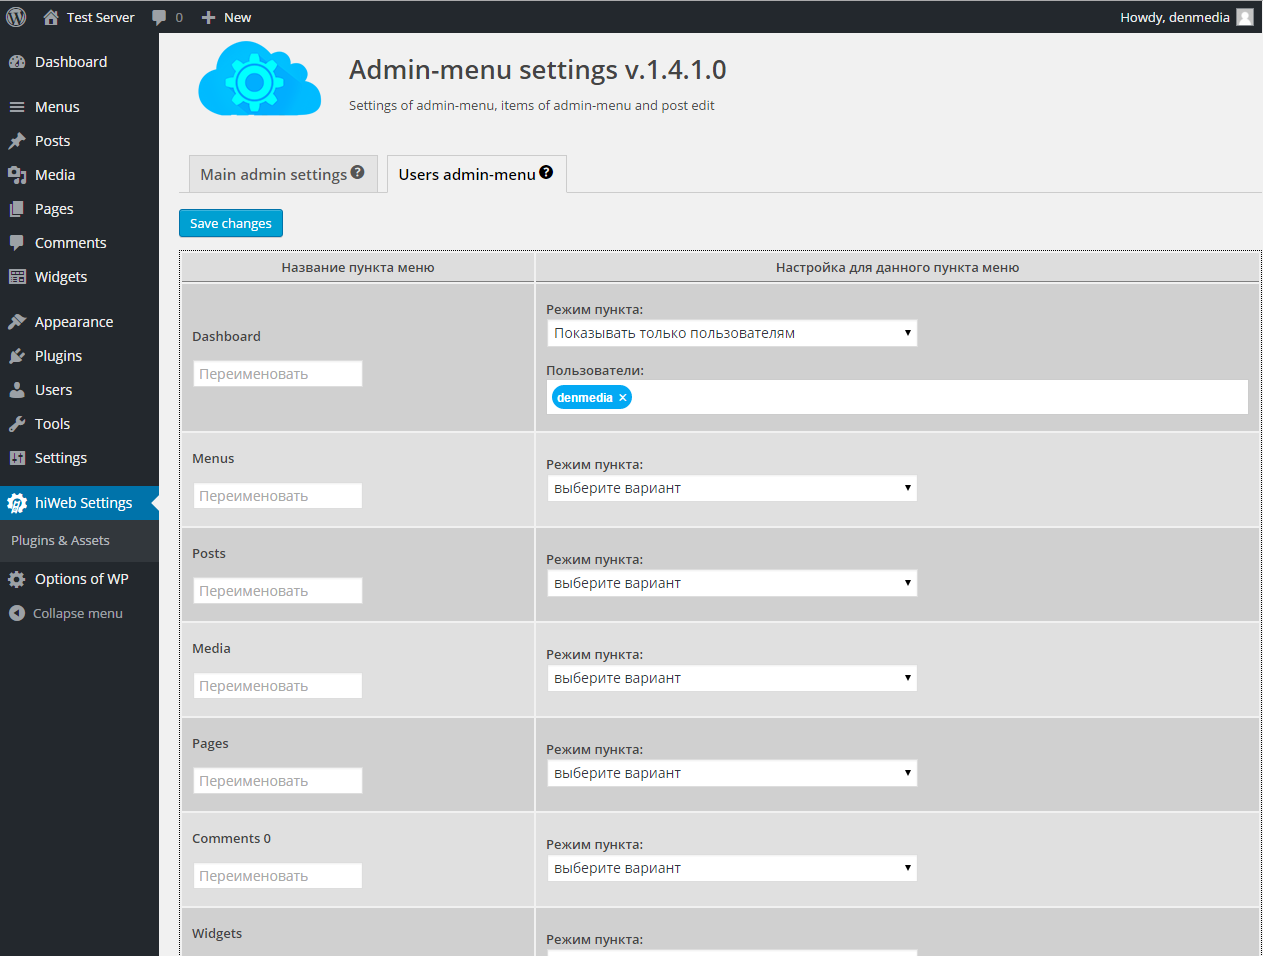 Test Server 0 New Howdy, denmedia
Dashboard
Menus
Posts
Media
Pages
Comments
Widgets
Appearance
Plugins
Users
Tools
Settings
hiWeb Settings
Plugins & Assets
Options of WP
Collapse menu
Admin-menu settings v.1.4.1.0
Settings of admin-menu, items of admin-menu and post edit
Main admin settings ? Users admin-menu ?
Save changes
Название пункта меню Настройка для данного пункта меню
Dashboard
Переименовать
Режим пункта:
Показывать только пользователям
Пользователи:
denmedia ×
Menus
Переименовать
Режим пункта:
выберите вариант
Posts
Переименовать
Режим пункта:
выберите вариант
Media
Переименовать
Режим пункта:
выберите вариант
Pages
Переименовать
Режим пункта:
выберите вариант
Comments 0
Переименовать
Режим пункта:
выберите вариант
Widgets
Режим пункта: